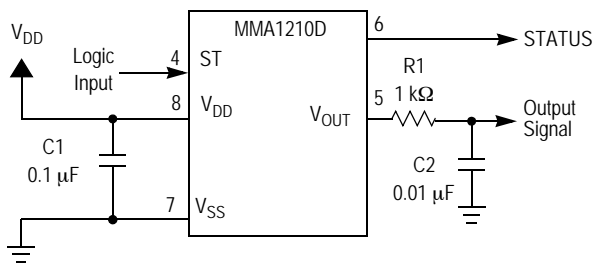 MMA1210D
V_DD
Logic
Input
4
ST
6
STATUS
R1
1 kΩ
8
V_DD
V_OUT
5
Output
Signal
C1
0.1 μF
C2
0.01 μF
7
V_SS